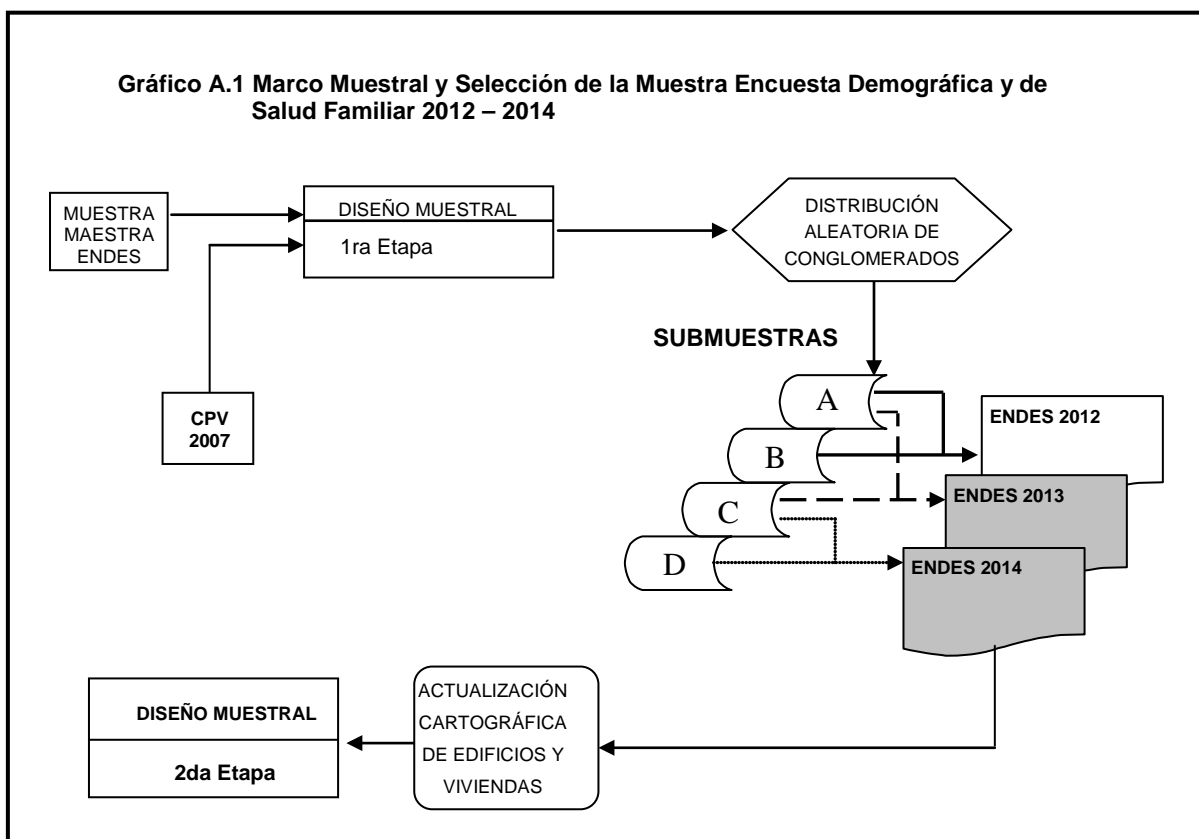 Gráfico A.1 Marco Muestral y Selección de la Muestra Encuesta Demográfica y de
Salud Familiar 2012 – 2014
MUESTRA
MAESTRA
ENDES
DISEÑO MUESTRAL
1ra Etapa
DISTRIBUCIÓN
ALEATORIA DE
CONGLOMERADOS
CPV
2007
SUBMUESTRAS
A
B
C
D
ENDES 2012
ENDES 2013
ENDES 2014
DISEÑO MUESTRAL
2da Etapa
ACTUALIZACIÓN
CARTOGRÁFICA
DE EDIFICIOS Y
VIVIENDAS